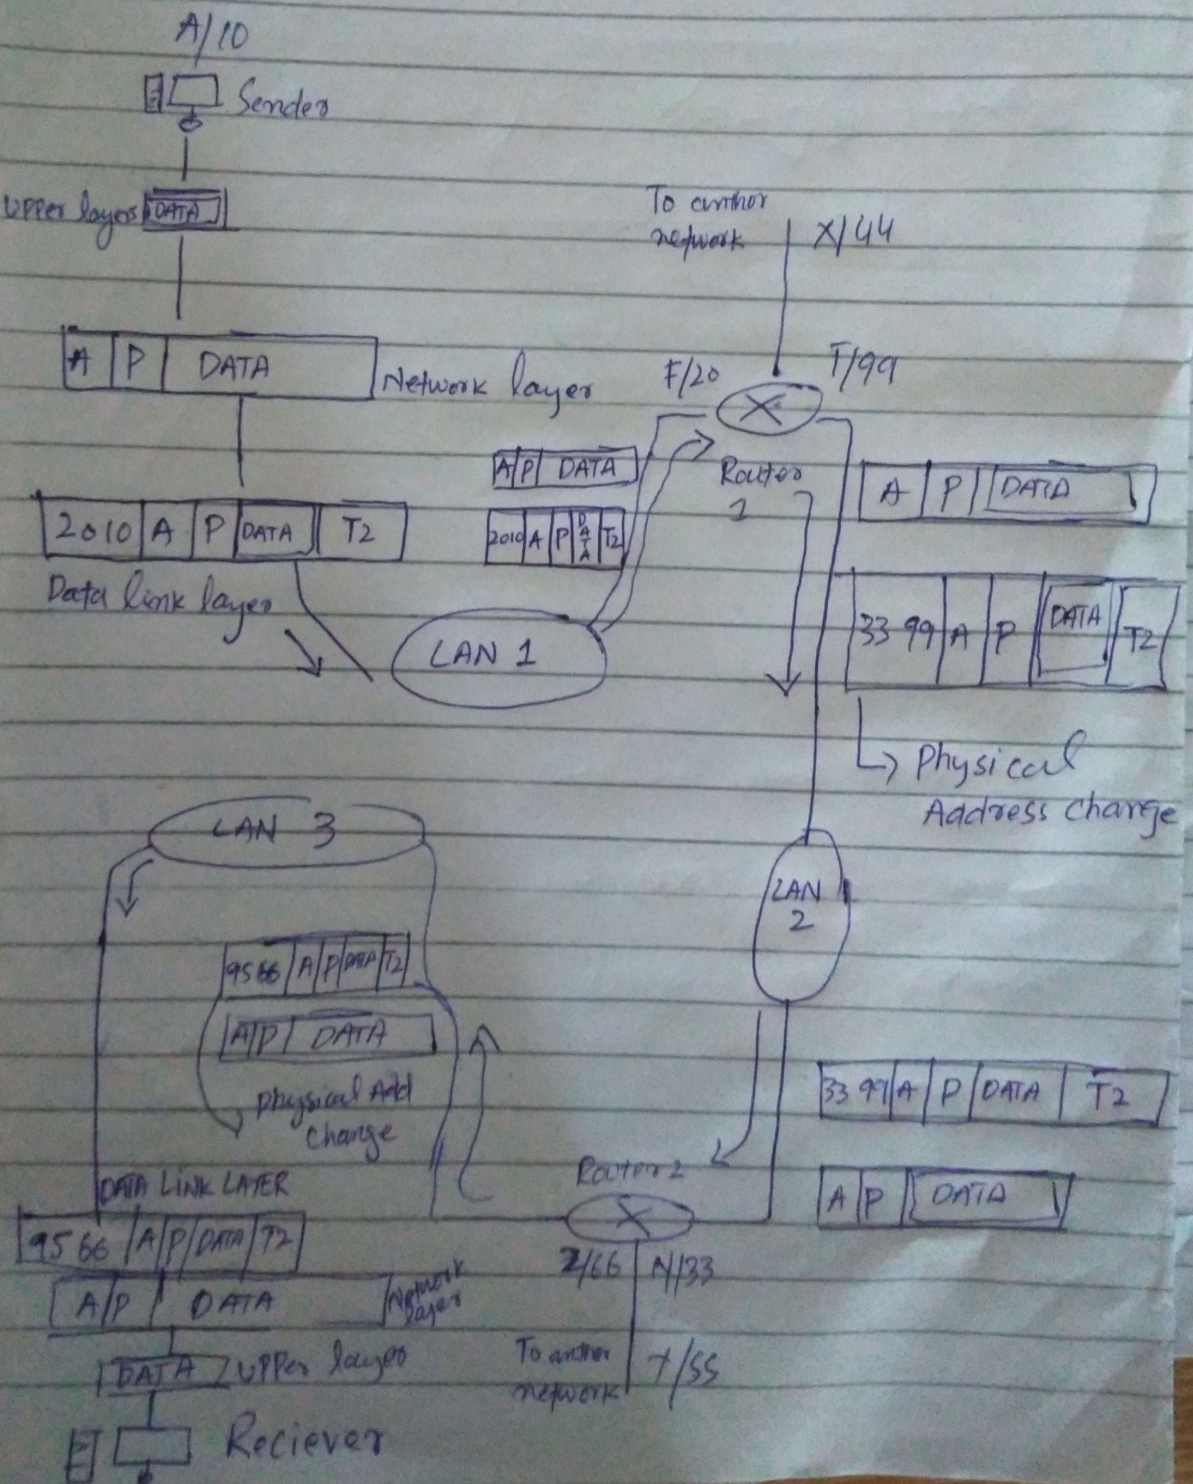 A/10
Sender
Upper layers
DATA
A P DATA
Network layer
2010 A P DATA T2
Data link layer
LAN 1
A P DATA
2010 A P DATA T2
To anthor
network
X/44
F/20
T/99
Router
1
A P DATA
33 99 A P DATA T2
Physical
Address Change
LAN
2
33 99 A P DATA T2
A P DATA
Router 2
Z/66
N/33
To anthor
network
Y/55
LAN 3
95 66 A P DATA T2
A P DATA
Physical Add
Change
DATA LINK LAYER
95 66 A P DATA T2
A P DATA
Network
layer
DATA
Upper layer
Reciever